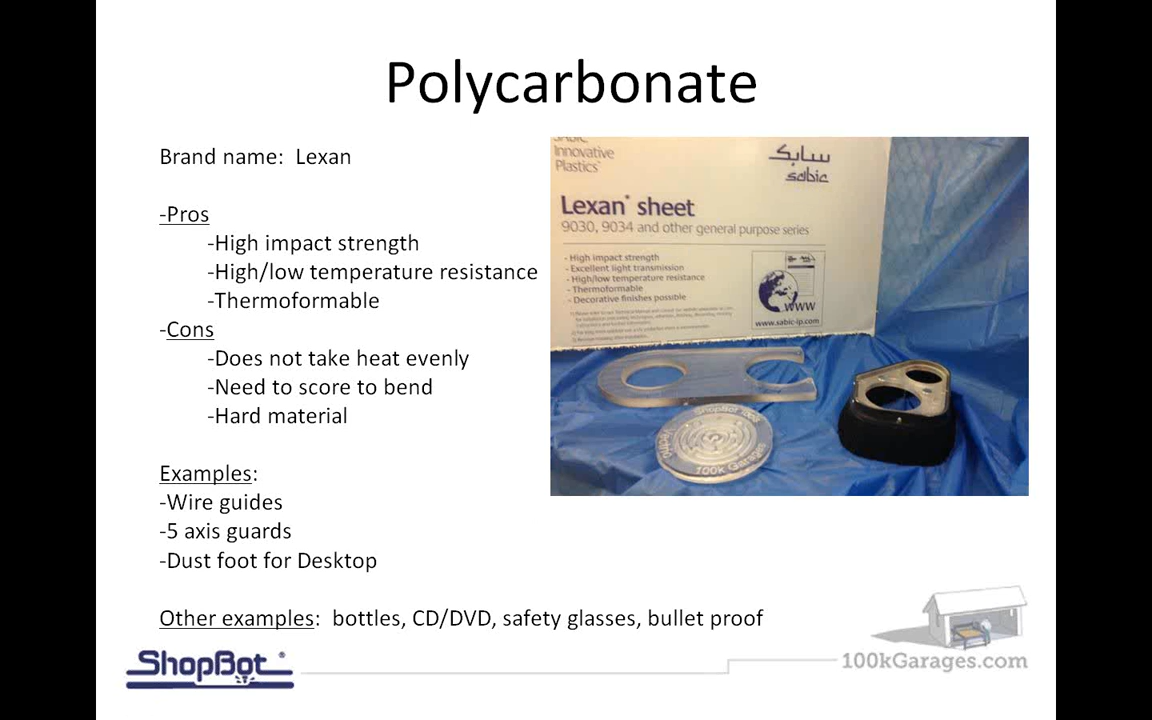 Polycarbonate
Brand name:  Lexan
-Pros
-High impact strength
-High/low temperature resistance
-Thermoformable
-Cons
-Does not take heat evenly
-Need to score to bend
-Hard material
Examples:
-Wire guides
-5 axis guards
-Dust foot for Desktop
Other examples:  bottles, CD/DVD, safety glasses, bullet proof
Innovative
Plastics
سابك
sabic
Lexan* sheet
9030, 9034 and other general purpose series
- High impact strength
- Excellent light transmission
- High/low temperature resistance
- Thermoformable
- Decorative finishes possible
WWW
www.sabic-ip.com
ShopBot
100k Garages
ShopBot®
100kGarages.com